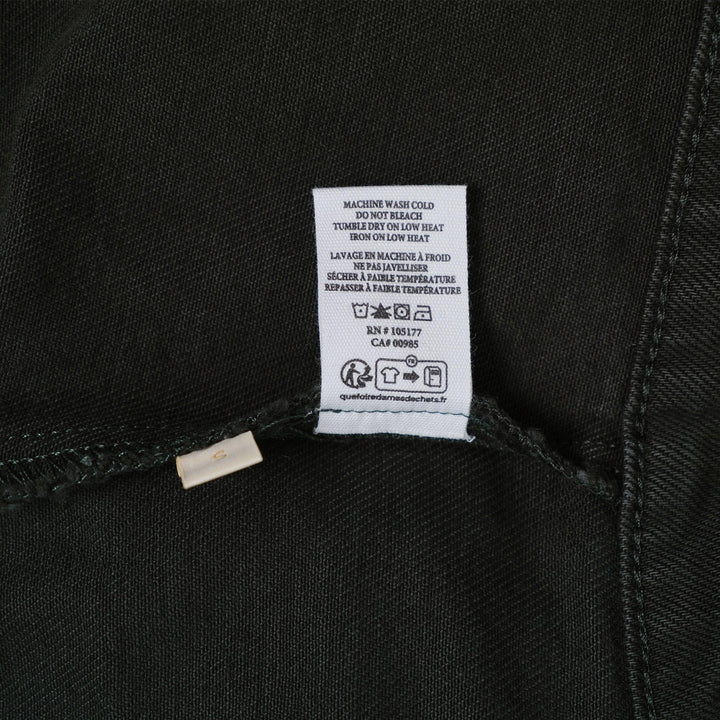 MACHINE WASH COLD
DO NOT BLEACH
TUMBLE DRY ON LOW HEAT
IRON ON LOW HEAT
LAVAGE EN MACHINE À FROID
NE PAS JAVELLISER
SÉCHER À FAIBLE TEMPÉRATURE
REPASSER À FAIBLE TEMPÉRATURE
RN # 105177
CA# 00985
FR
quefairedemesdechets.fr
S